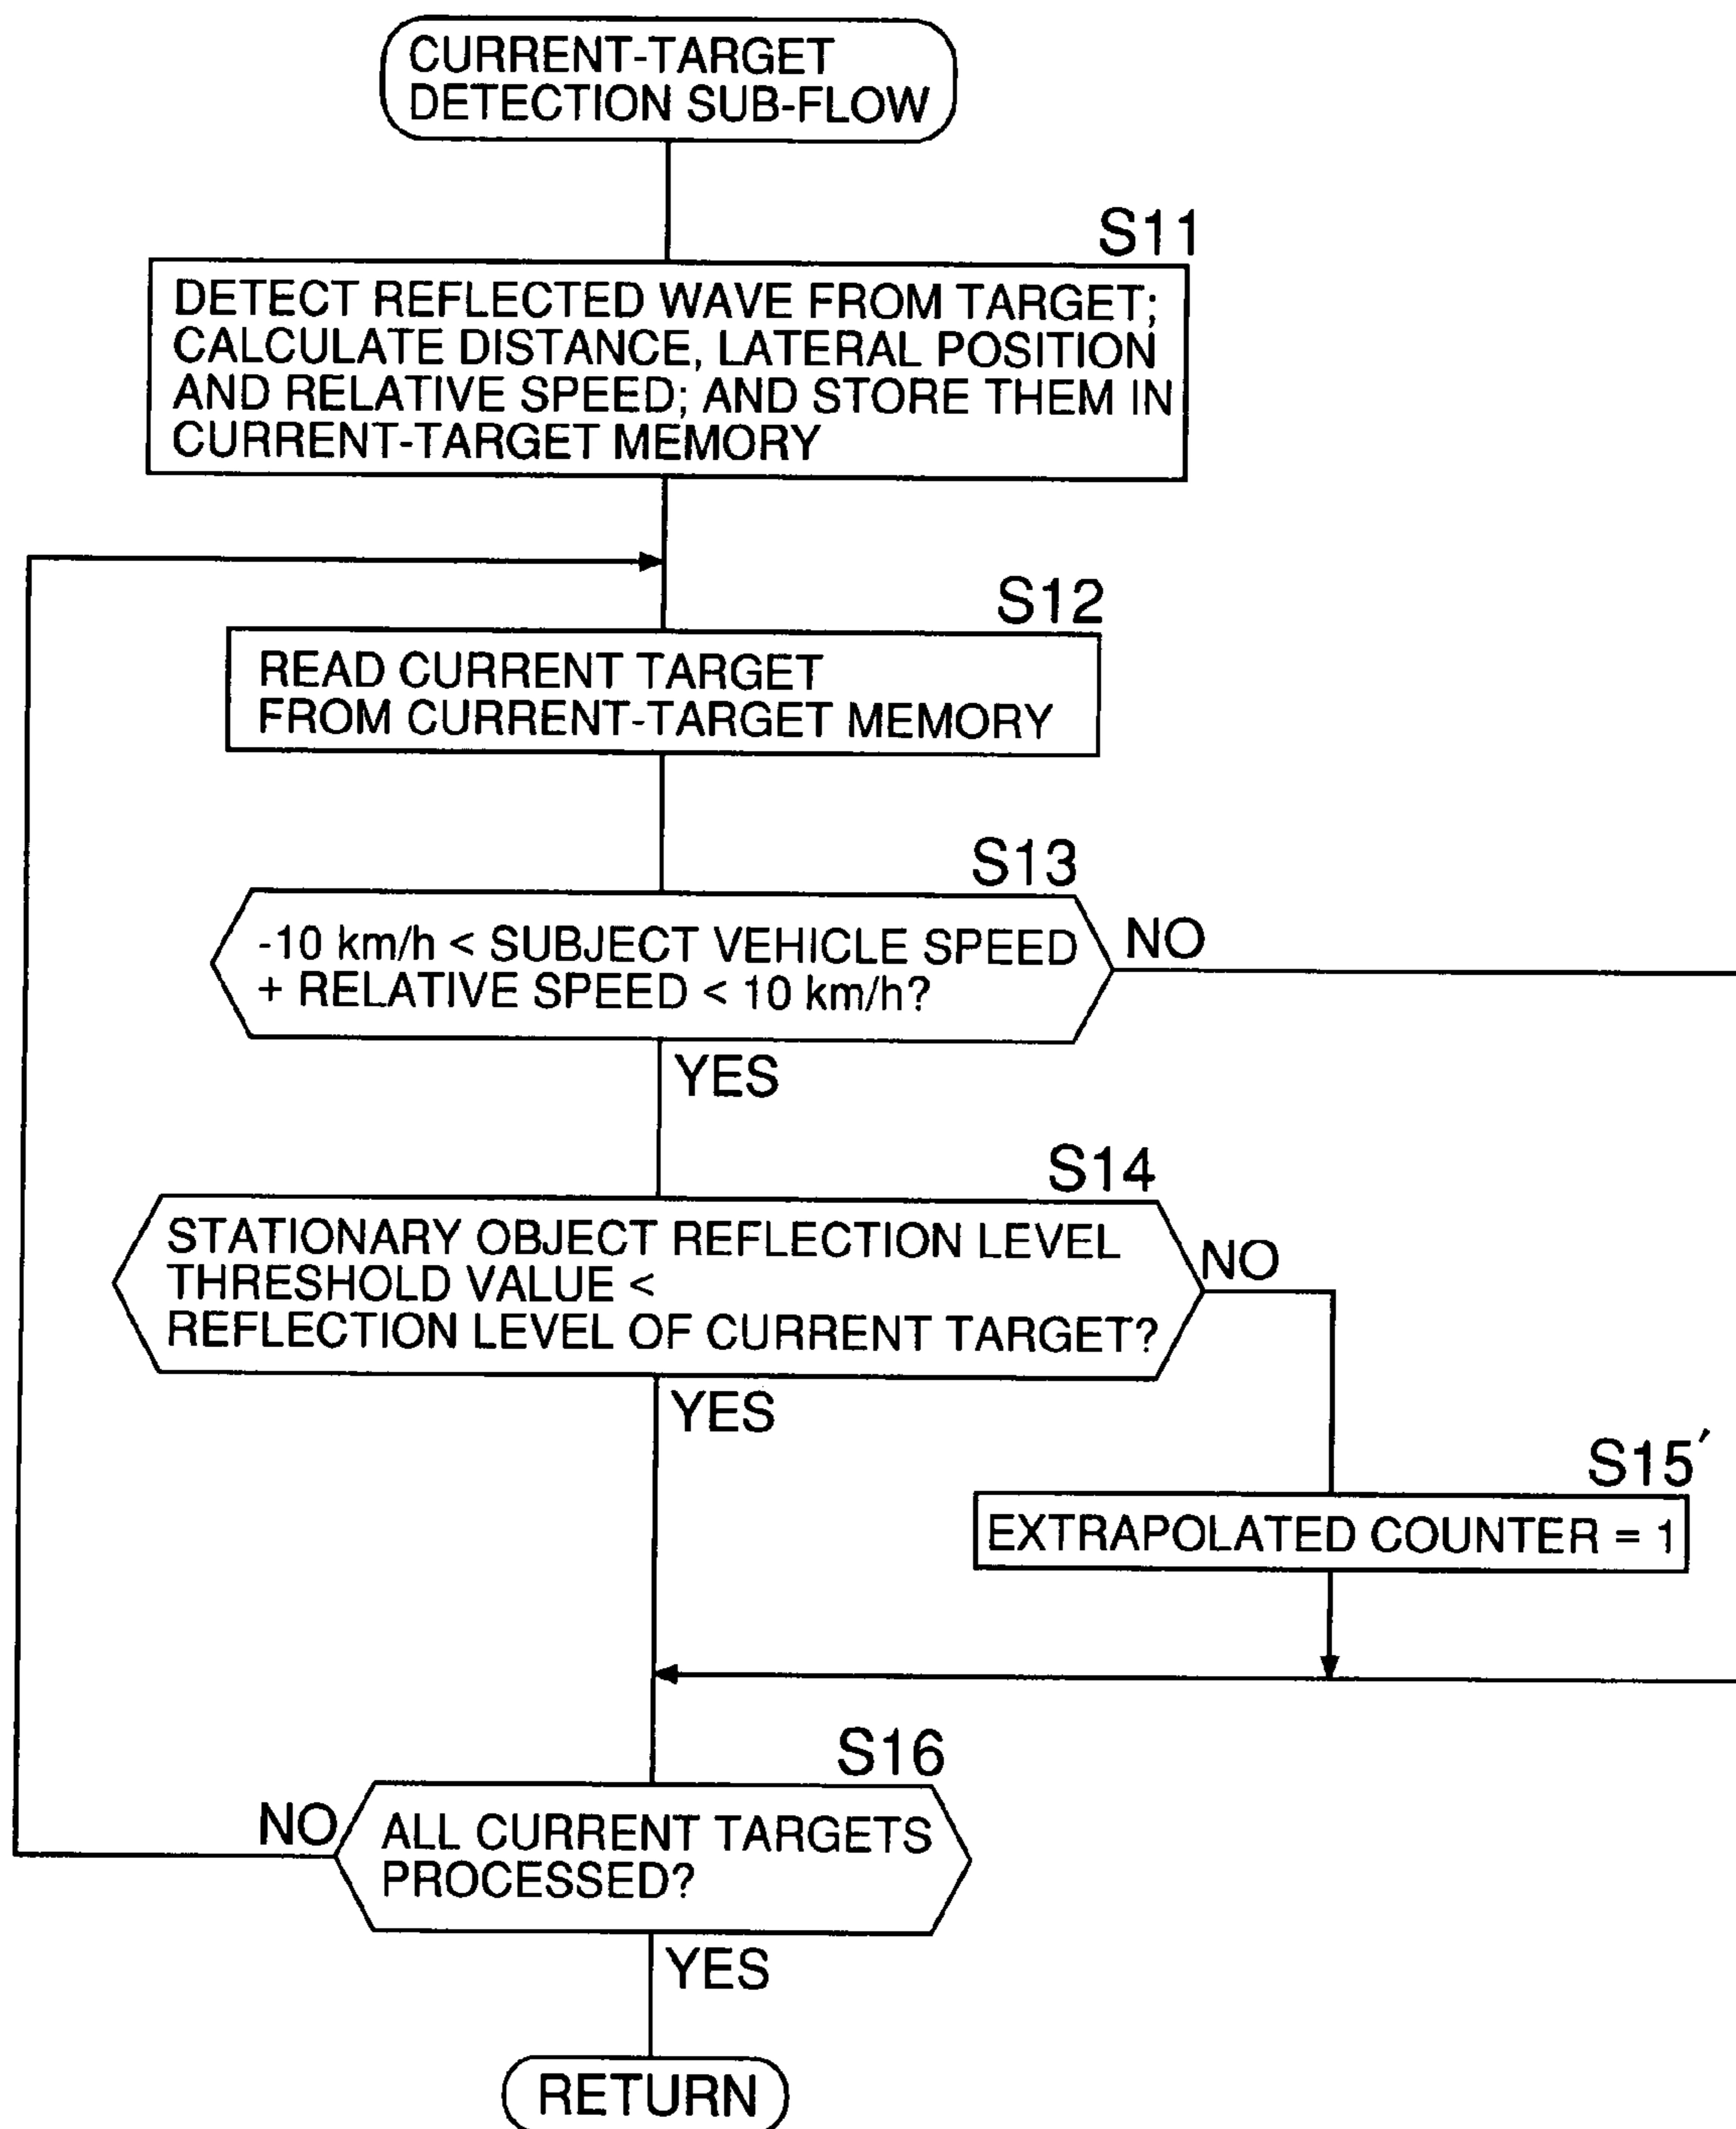 CURRENT-TARGET
DETECTION SUB-FLOW
S11
DETECT REFLECTED WAVE FROM TARGET;
CALCULATE DISTANCE, LATERAL POSITION
AND RELATIVE SPEED; AND STORE THEM IN
CURRENT-TARGET MEMORY
S12
READ CURRENT TARGET
FROM CURRENT-TARGET MEMORY
S13
-10 km/h < SUBJECT VEHICLE SPEED
+ RELATIVE SPEED < 10 km/h?
NO
YES
S14
STATIONARY OBJECT REFLECTION LEVEL
THRESHOLD VALUE <
REFLECTION LEVEL OF CURRENT TARGET?
NO
YES
S15′
EXTRAPOLATED COUNTER = 1
S16
NO
ALL CURRENT TARGETS
PROCESSED?
YES
RETURN